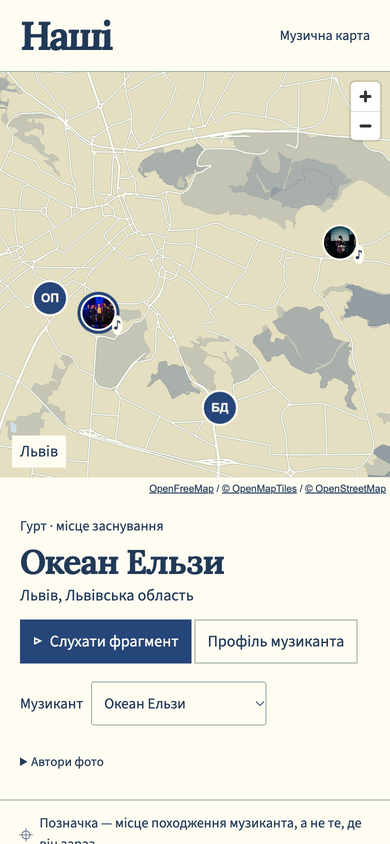 Наші
Музична карта
+
−
ОП
БД
Львів
OpenFreeMap / © OpenMapTiles / © OpenStreetMap
Гурт · місце заснування
Океан Ельзи
Львів, Львівська область
Слухати фрагмент
Профіль музиканта
Музикант
Океан Ельзи
Автори фото
Позначка — місце походження музиканта, а не те, де
він зараз.